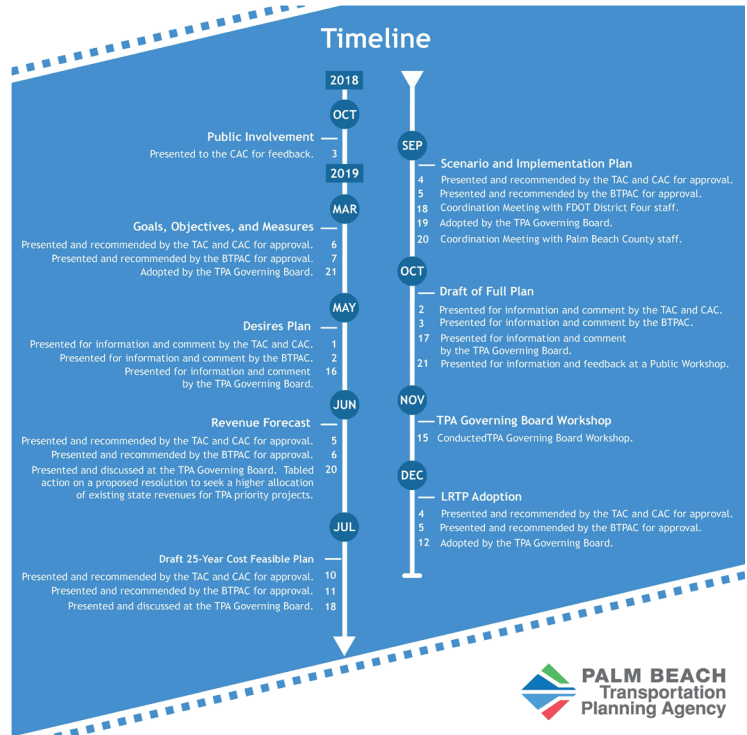 Timeline
2018
OCT
Public Involvement
Presented to the CAC for feedback. 3
2019
MAR
Goals, Objectives, and Measures
Presented and recommended by the TAC and CAC for approval. 6
Presented and recommended by the BTPAC for approval. 7
Adopted by the TPA Governing Board. 21
MAY
Desires Plan
Presented for information and comment by the TAC and CAC. 1
Presented for information and comment by the BTPAC. 2
Presented for information and comment 16
by the TPA Governing Board.
JUN
Revenue Forecast
Presented and recommended by the TAC and CAC for approval. 5
Presented and recommended by the BTPAC for approval. 6
Presented and discussed at the TPA Governing Board. Tabled 20
action on a proposed resolution to seek a higher allocation
of existing state revenues for TPA priority projects.
JUL
Draft 25-Year Cost Feasible Plan
Presented and recommended by the TAC and CAC for approval. 10
Presented and recommended by the BTPAC for approval. 11
Presented and discussed at the TPA Governing Board. 18
SEP
Scenario and Implementation Plan
4 Presented and recommended by the TAC and CAC for approval.
5 Presented and recommended by the BTPAC for approval.
18 Coordination Meeting with FDOT District Four staff.
19 Adopted by the TPA Governing Board.
20 Coordination Meeting with Palm Beach County staff.
OCT
Draft of Full Plan
2 Presented for information and comment by the TAC and CAC.
3 Presented for information and comment by the BTPAC.
17 Presented for information and comment
by the TPA Governing Board.
21 Presented for information and feedback at a Public Workshop.
NOV
TPA Governing Board Workshop
15 ConductedTPA Governing Board Workshop.
DEC
LRTP Adoption
4 Presented and recommended by the TAC and CAC for approval.
5 Presented and recommended by the BTPAC for approval.
12 Adopted by the TPA Governing Board.
PALM BEACH
Transportation
Planning Agency